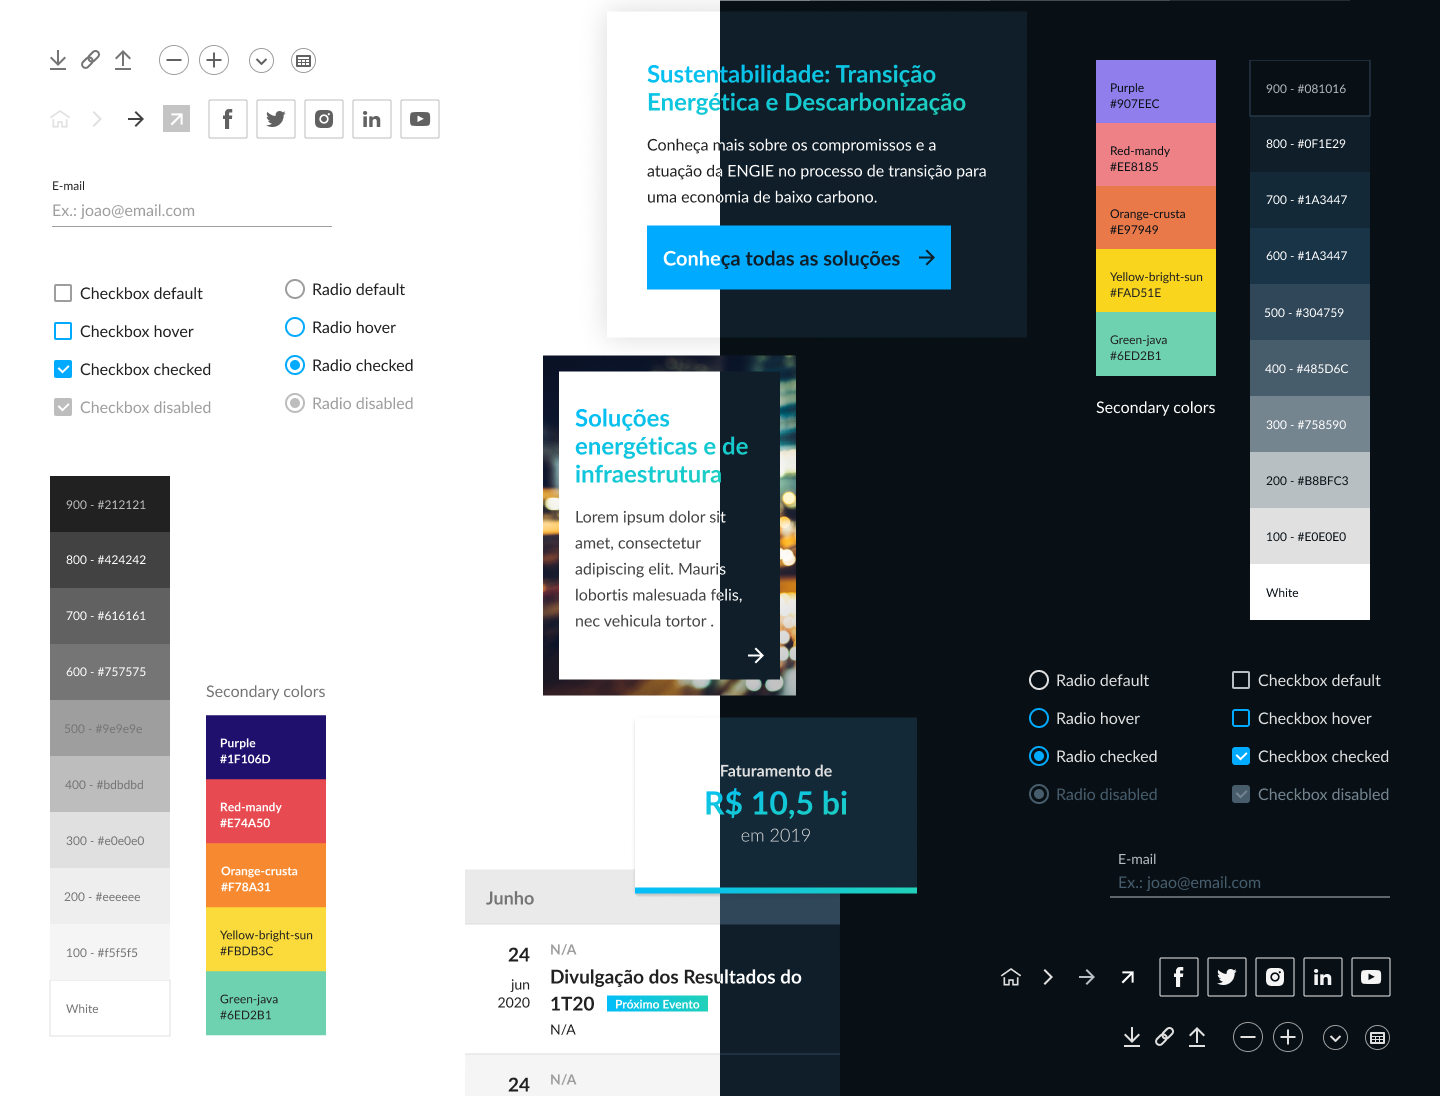 E-mail
Ex.: joao@email.com
Checkbox default
Checkbox hover
Checkbox checked
Checkbox disabled
Radio default
Radio hover
Radio checked
Radio disabled
900 - #212121
800 - #424242
700 - #616161
600 - #757575
500 - #9e9e9e
400 - #bdbdbd
300 - #e0e0e0
200 - #eeeeee
100 - #f5f5f5
White
Secondary colors
Purple
#1F106D
Red-mandy
#E74A50
Orange-crusta
#F78A31
Yellow-bright-sun
#FBDB3C
Green-java
#6ED2B1
Sustentabilidade: Transição
Energética e Descarbonização
Conheça mais sobre os compromissos e a
atuação da ENGIE no processo de transição para
uma economia de baixo carbono.
Conheça todas as soluções
Soluções
energéticas e de
infraestrutura
Lorem ipsum dolor sit
amet, consectetur
adipiscing elit. Mauris
lobortis malesuada felis,
nec vehicula tortor .
Faturamento de
R$ 10,5 bi
em 2019
Junho
24
jun
2020
N/A
Divulgação dos Resultados do
1T20 Próximo Evento
N/A
24
N/A
Purple
#907EEC
Red-mandy
#EE8185
Orange-crusta
#E97949
Yellow-bright-sun
#FAD51E
Green-java
#6ED2B1
Secondary colors
900 - #081016
800 - #0F1E29
700 - #1A3447
600 - #1A3447
500 - #304759
400 - #485D6C
300 - #758590
200 - #B8BFC3
100 - #E0E0E0
White
Radio default
Radio hover
Radio checked
Radio disabled
Checkbox default
Checkbox hover
Checkbox checked
Checkbox disabled
E-mail
Ex.: joao@email.com